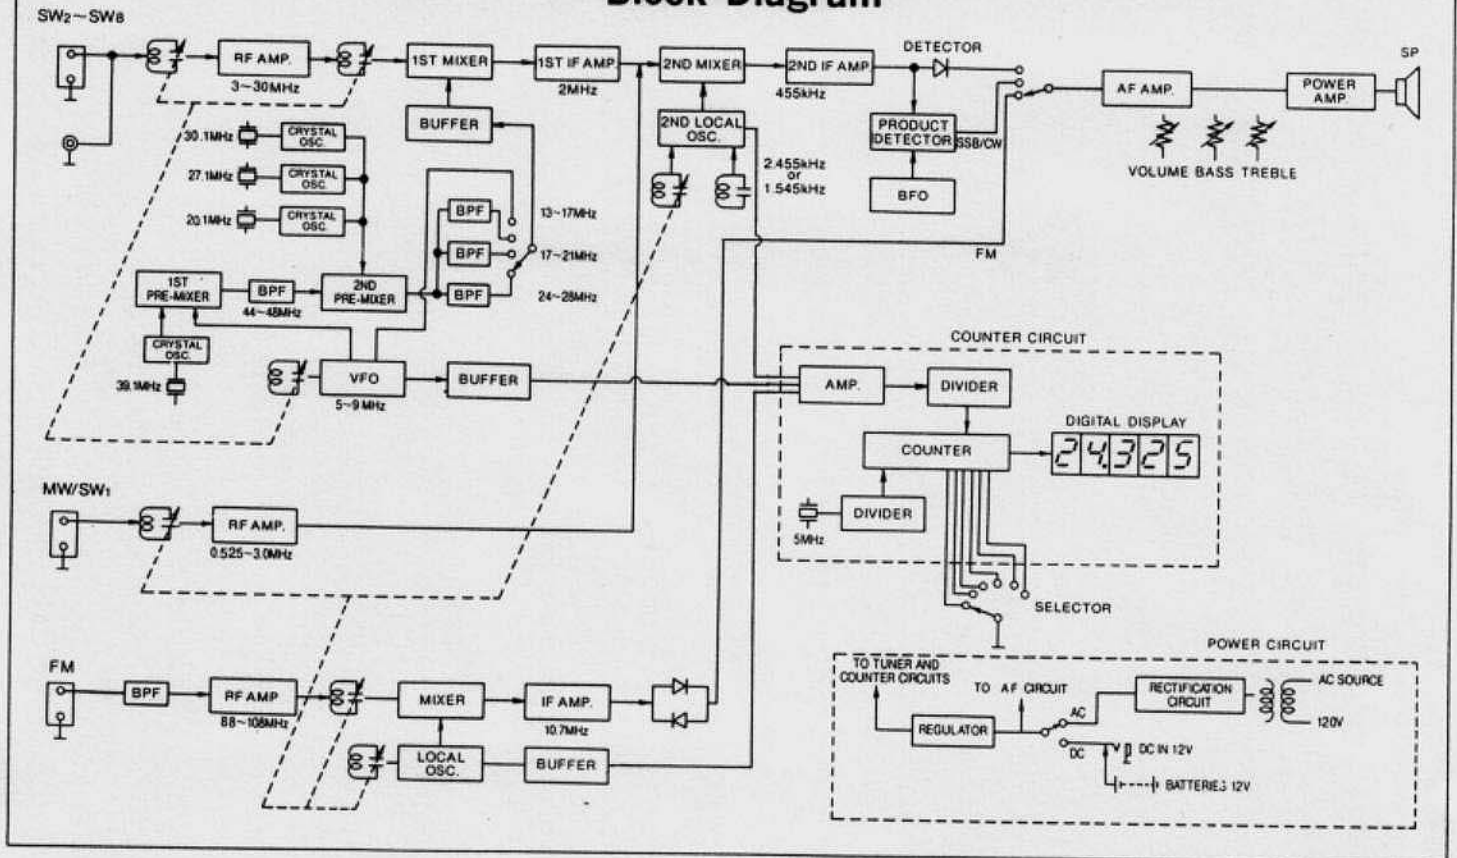 Block Diagram
SW2~SW8
RF AMP.
3~30MHz
1ST MIXER
1ST IF AMP.
2MHz
2ND MIXER
2ND IF AMP.
455kHz
DETECTOR
AF AMP.
POWER
AMP.
SP
BUFFER
2ND LOCAL
OSC.
PRODUCT
DETECTOR
SSB/CW
BFO
VOLUME BASS TREBLE
30.1MHz
CRYSTAL
OSC.
27.1MHz
CRYSTAL
OSC.
20.1MHz
CRYSTAL
OSC.
2.455kHz
or
1.545kHz
BPF
13~17MHz
BPF
17~21MHz
BPF
24~28MHz
FM
1ST
PRE-MIXER
BPF
44~48MHz
2ND
PRE-MIXER
CRYSTAL
OSC.
39.1MHz
VFO
5~9 MHz
BUFFER
COUNTER CIRCUIT
AMP.
DIVIDER
DIGITAL DISPLAY
24.325
COUNTER
DIVIDER
5MHz
SELECTOR
MW/SW1
RF AMP.
0.525~3.0MHz
FM
BPF
RF AMP
88~108MHz
MIXER
IF AMP.
10.7MHz
LOCAL
OSC.
BUFFER
POWER CIRCUIT
TO TUNER AND
COUNTER CIRCUITS
TO AF CIRCUIT
REGULATOR
AC
DC
RECTIFICATION
CIRCUIT
AC SOURCE
120V
DC IN 12V
BATTERIES 12V